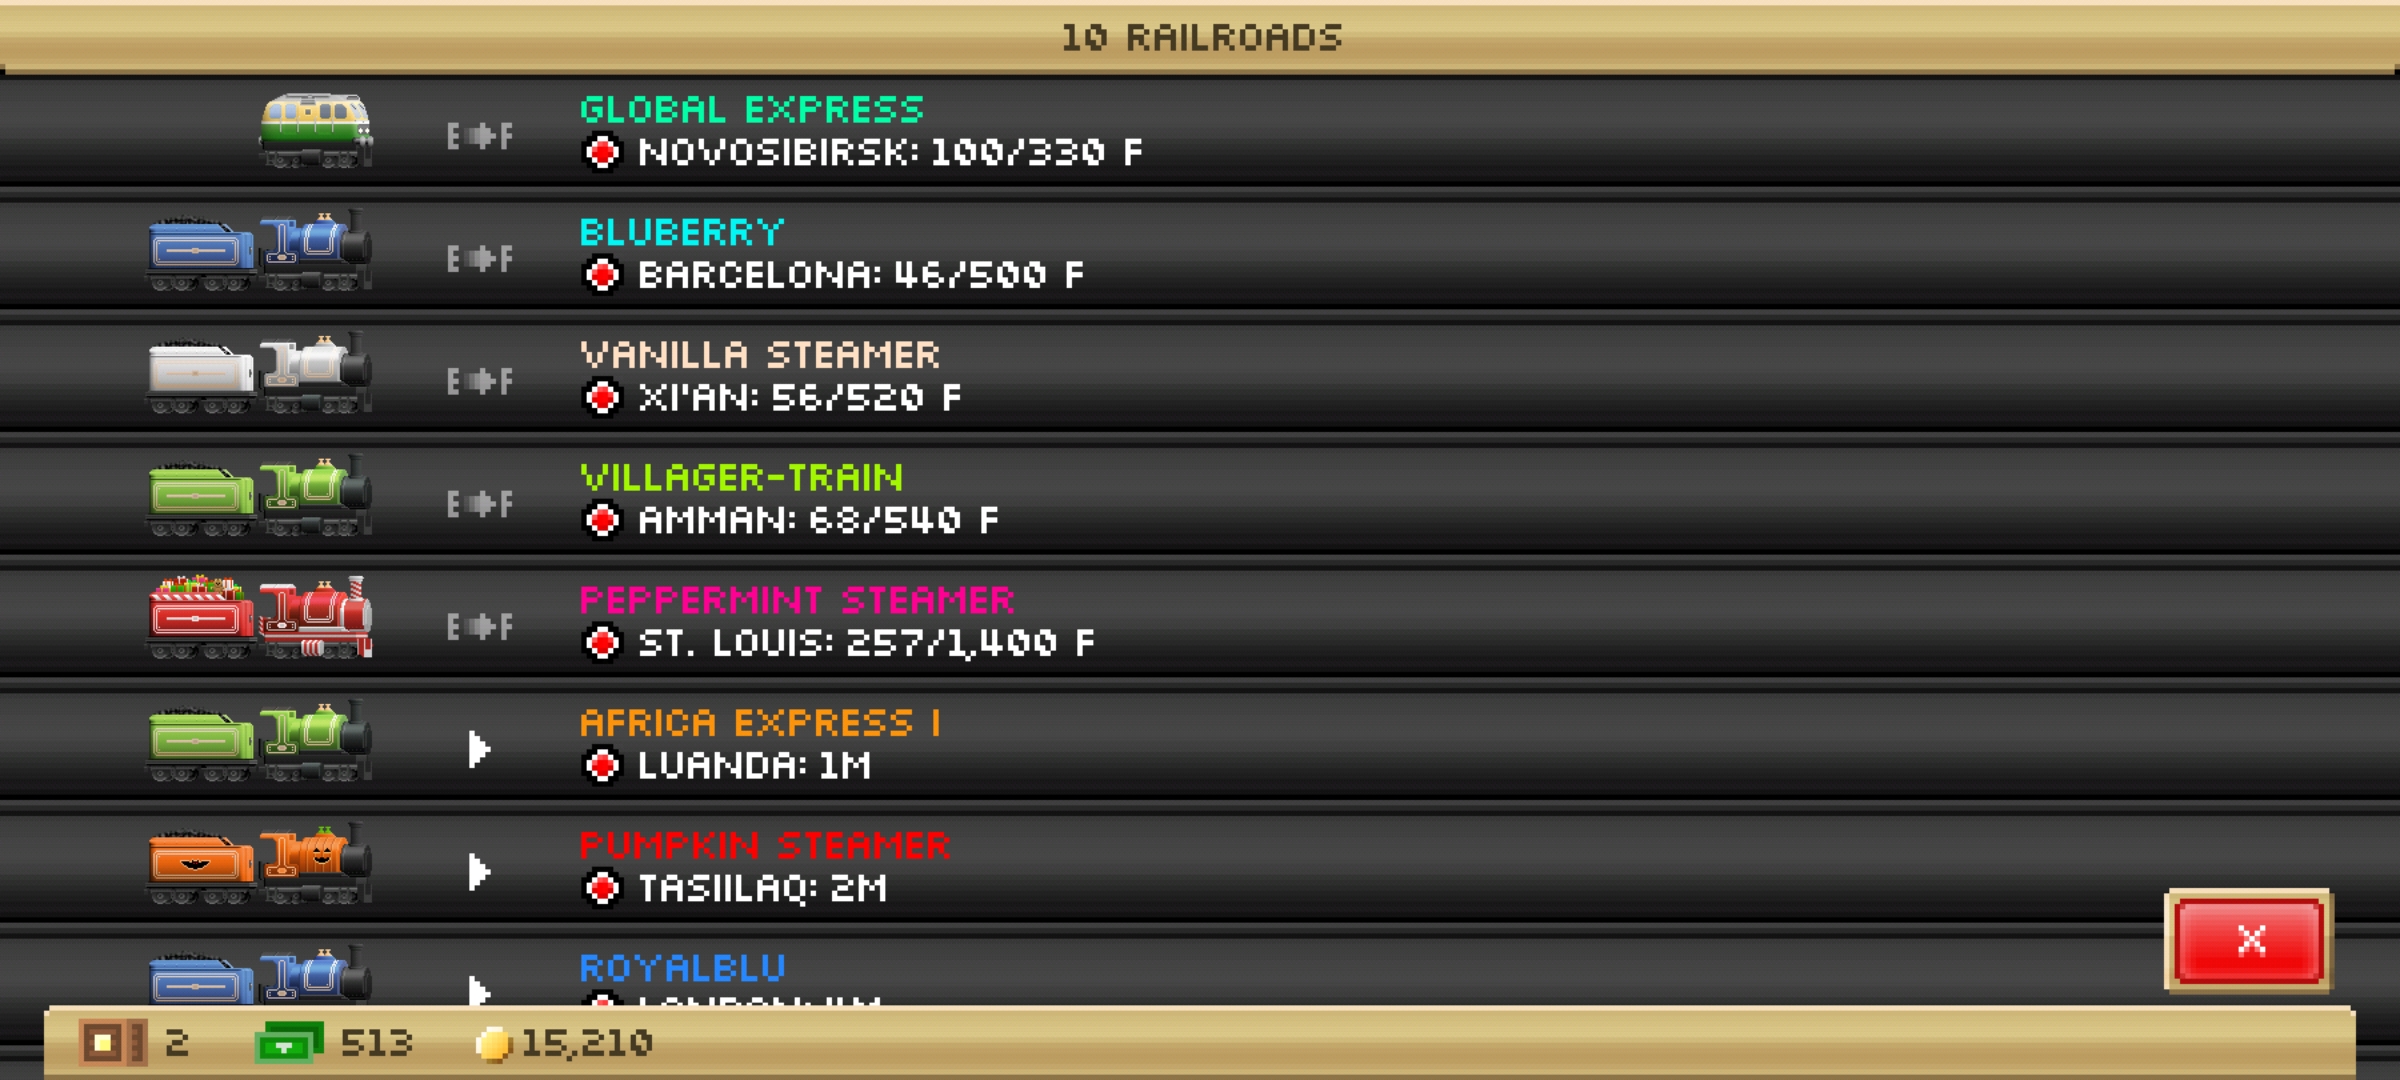 10 RAILROADS
GLOBAL EXPRESS
E F
NOVOSIBIRSK: 100/330 F
BLUBERRY
E F
BARCELONA: 46/500 F
VANILLA STEAMER
E F
XI'AN: 56/520 F
VILLAGER-TRAIN
E F
AMMAN: 68/540 F
PEPPERMINT STEAMER
E F
ST. LOUIS: 257/1,400 F
AFRICA EXPRESS I
LUANDA: 1M
PUMPKIN STEAMER
TASIILAQ: 2M
X
ROYALBLU
2 513 15,210